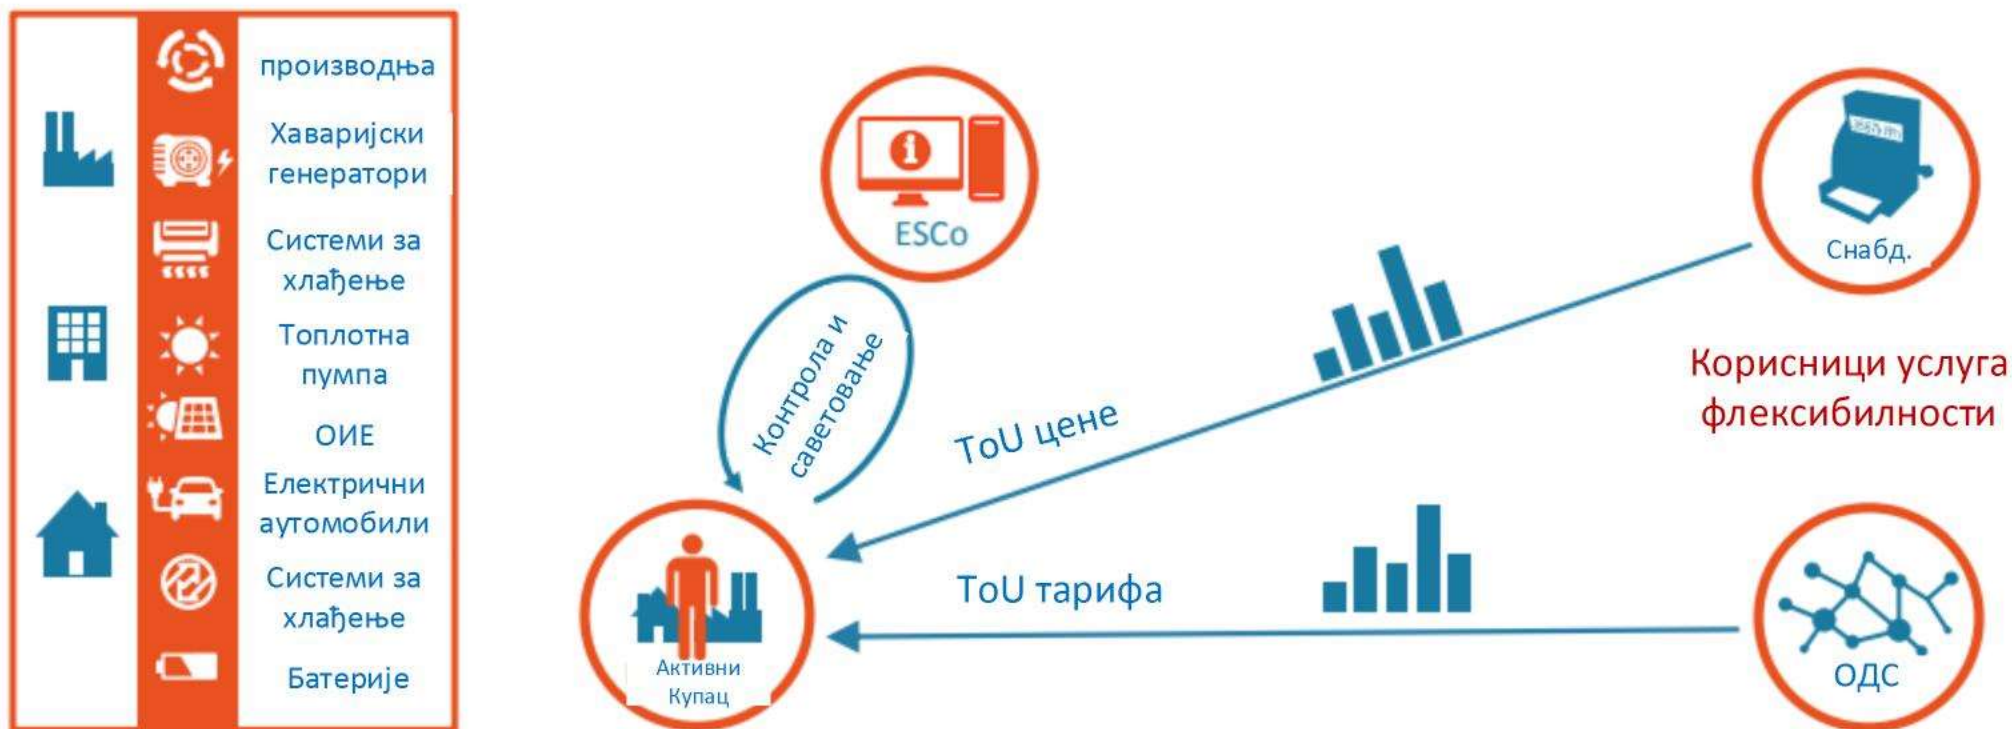 производња
Хаваријски
генератори
Системи за
хлађење
Топлотна
пумпа
ОИЕ
Електрични
аутомобили
Системи за
хлађење
Батерије
ESCo
Контрола и
саветовање
Активни
Купац
ToU цене
ToU тарифа
Снабд.
Корисници услуга
флексибилности
ОДС